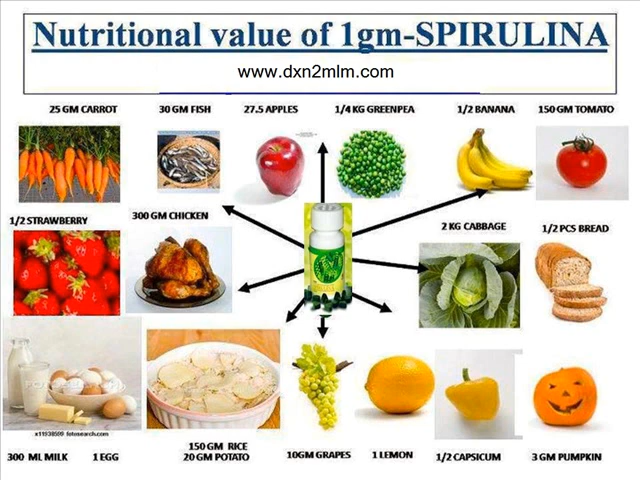 Nutritional value of 1gm-SPIRULINA
www.dxn2mlm.com
25 GM CARROT
30 GM FISH
27.5 APPLES
1/4 KG GREENPEA
1/2 BANANA
150 GM TOMATO
1/2 STRAWBERRY
300 GM CHICKEN
2 KG CABBAGE
1/2 PCS BREAD
x11938599 fotosearch.com
300 ML MILK
1 EGG
150 GM RICE
20 GM POTATO
10GM GRAPES
1 LEMON
1/2 CAPSICUM
3 GM PUMPKIN